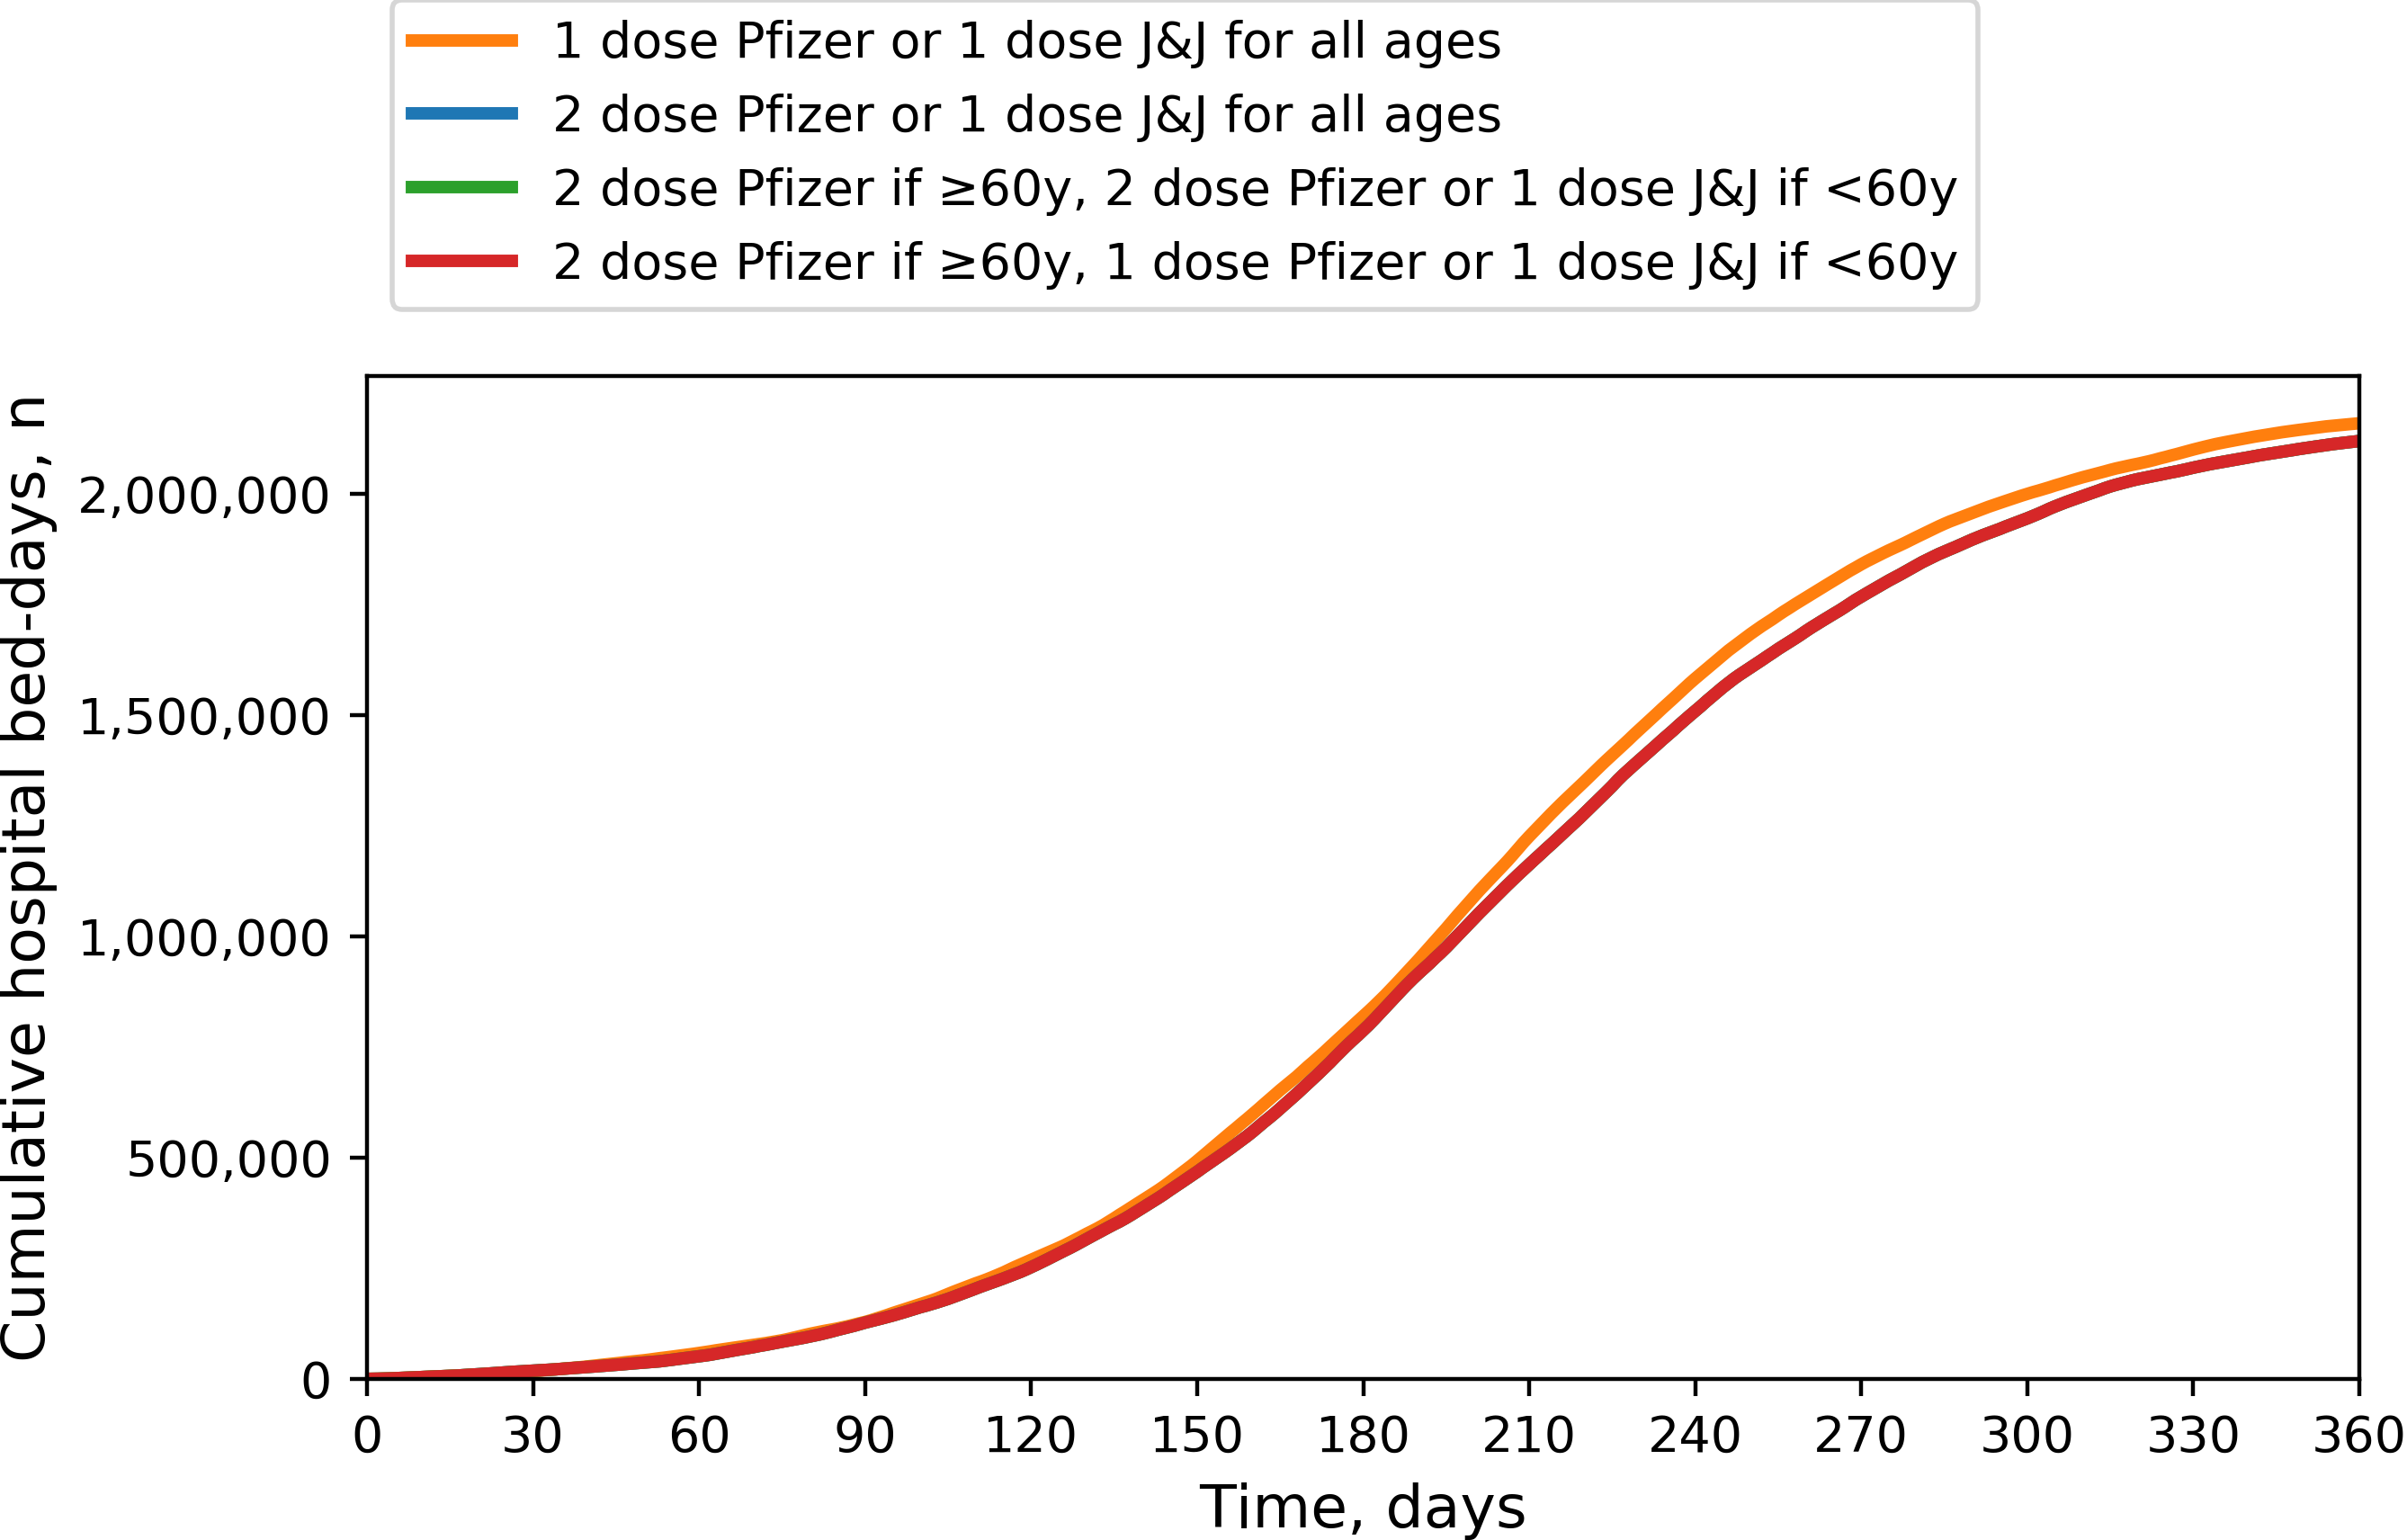 1 dose Pfizer or 1 dose J&J for all ages
2 dose Pfizer or 1 dose J&J for all ages
2 dose Pfizer if ≥60y, 2 dose Pfizer or 1 dose J&J if <60y
2 dose Pfizer if ≥60y, 1 dose Pfizer or 1 dose J&J if <60y
Cumulative hospital bed-days, n
2,000,000
1,500,000
1,000,000
500,000
0
0 30 60 90 120 150 180 210 240 270 300 330 360
Time, days